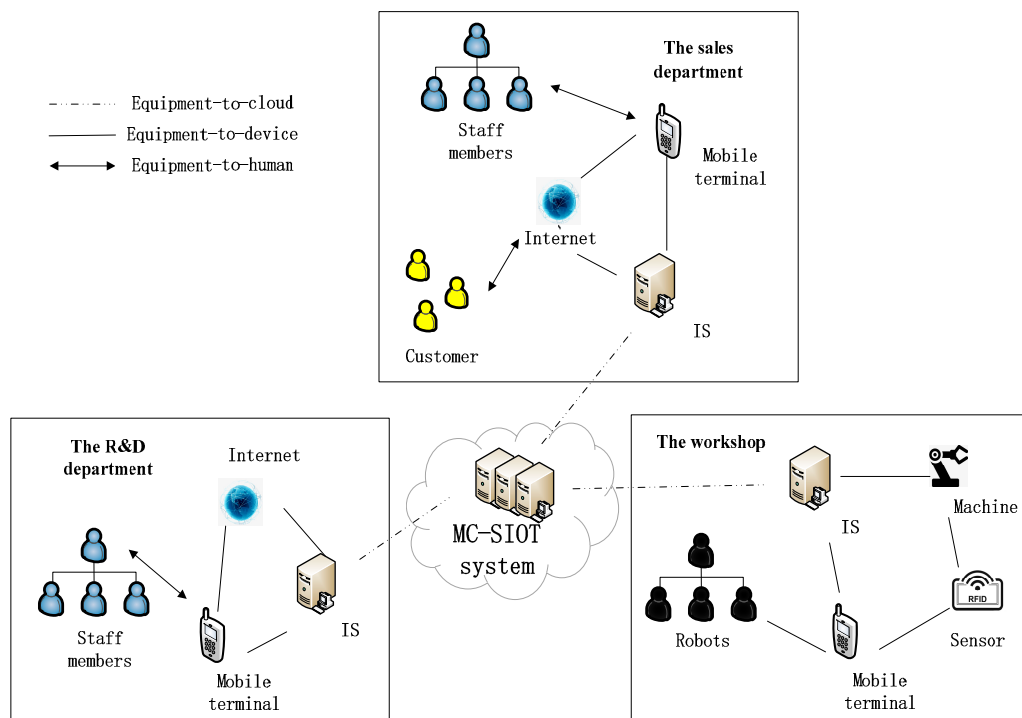 Equipment-to-cloud
Equipment-to-device
Equipment-to-human
The sales
department
Staff
members
Mobile
terminal
Internet
Customer
IS
The R&D
department
Internet
Staff
members
IS
Mobile
terminal
MC-SIOT
system
The workshop
IS
Machine
RFID
Robots
Sensor
Mobile
terminal